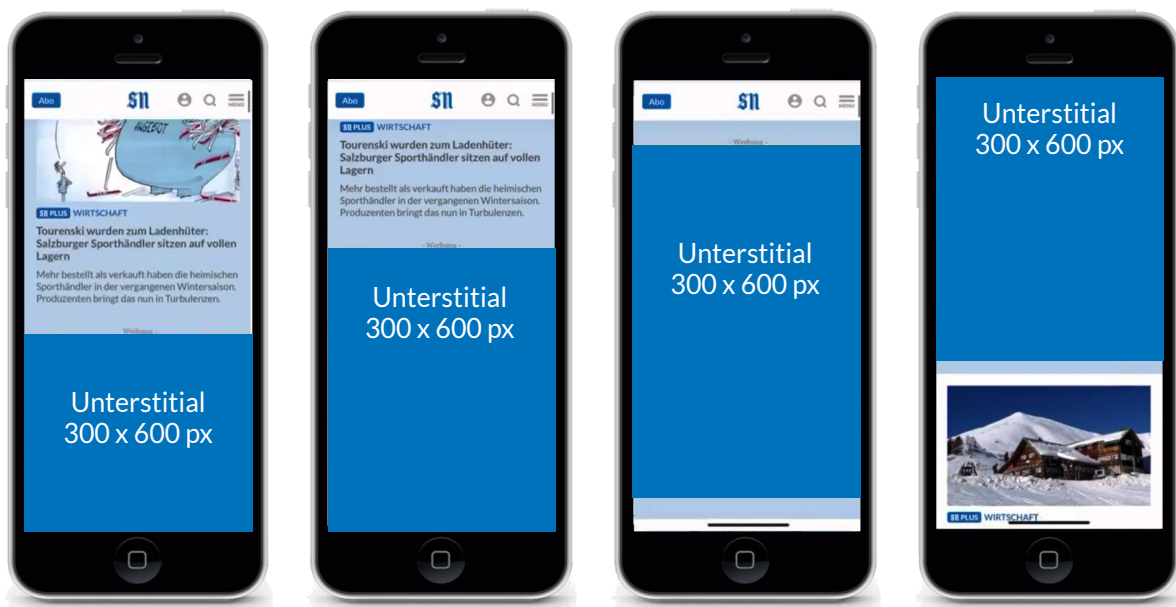 Abo
SN
MENU
ANGEBOT
SN PLUS WIRTSCHAFT
Tourenski wurden zum Ladenhüter:
Salzburger Sporthändler sitzen auf vollen
Lagern
Mehr bestellt als verkauft haben die heimischen
Sporthändler in der vergangenen Wintersaison.
Produzenten bringt das nun in Turbulenzen.
- Werbung -
Unterstitial
300 x 600 px
Abo
SN
MENU
SN PLUS WIRTSCHAFT
Tourenski wurden zum Ladenhüter:
Salzburger Sporthändler sitzen auf vollen
Lagern
Mehr bestellt als verkauft haben die heimischen
Sporthändler in der vergangenen Wintersaison.
Produzenten bringt das nun in Turbulenzen.
- Werbung -
Unterstitial
300 x 600 px
Abo
SN
MENU
- Werbung -
Unterstitial
300 x 600 px
Unterstitial
300 x 600 px
SN PLUS WIRTSCHAFT